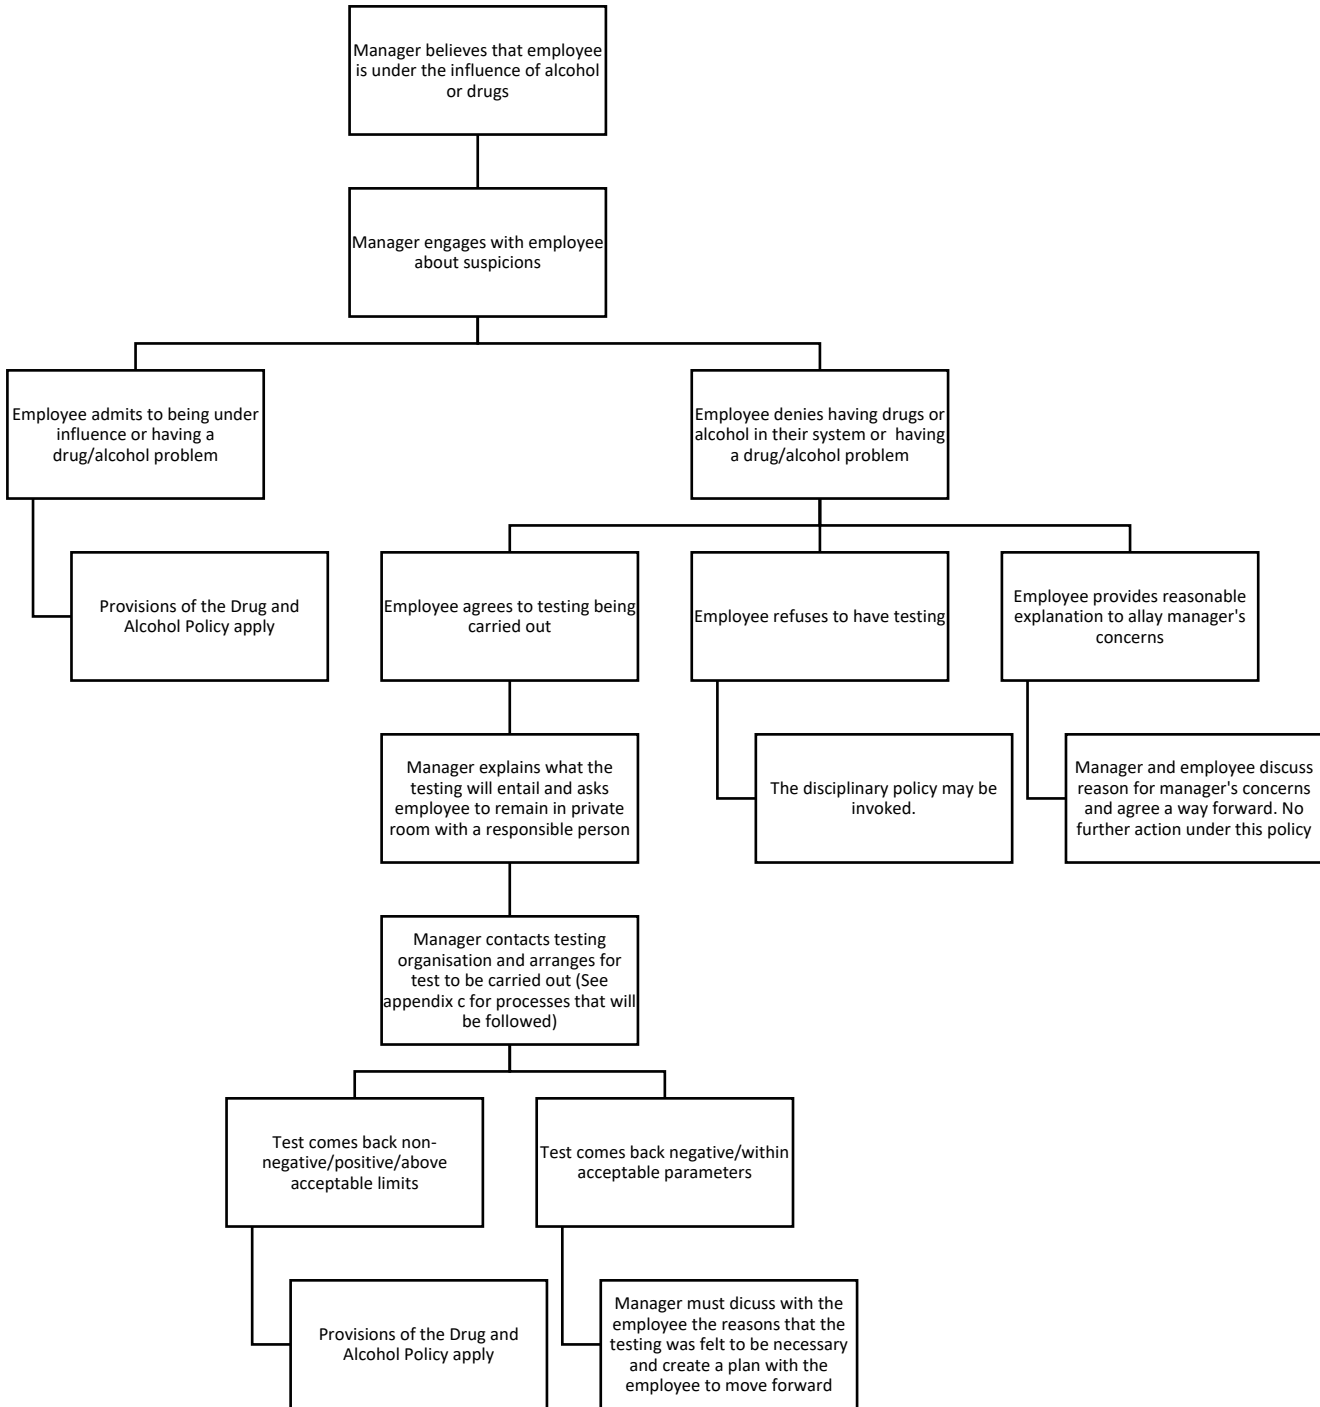 Manager believes that employee
is under the influence of alcohol
or drugs
Manager engages with employee
about suspicions
Employee admits to being under
influence or having a
drug/alcohol problem
Employee denies having drugs or
alcohol in their system or  having
a drug/alcohol problem
Provisions of the Drug and
Alcohol Policy apply
Employee agrees to testing being
carried out
Employee refuses to have testing
Employee provides reasonable
explanation to allay manager's
concerns
Manager explains what the
testing will entail and asks
employee to remain in private
room with a responsible person
The disciplinary policy may be
invoked.
Manager and employee discuss
reason for manager's concerns
and agree a way forward. No
further action under this policy
Manager contacts testing
organisation and arranges for
test to be carried out (See
appendix c for processes that will
be followed)
Test comes back non-
negative/positive/above
acceptable limits
Test comes back negative/within
acceptable parameters
Provisions of the Drug and
Alcohol Policy apply
Manager must dicuss with the
employee the reasons that the
testing was felt to be necessary
and create a plan with the
employee to move forward